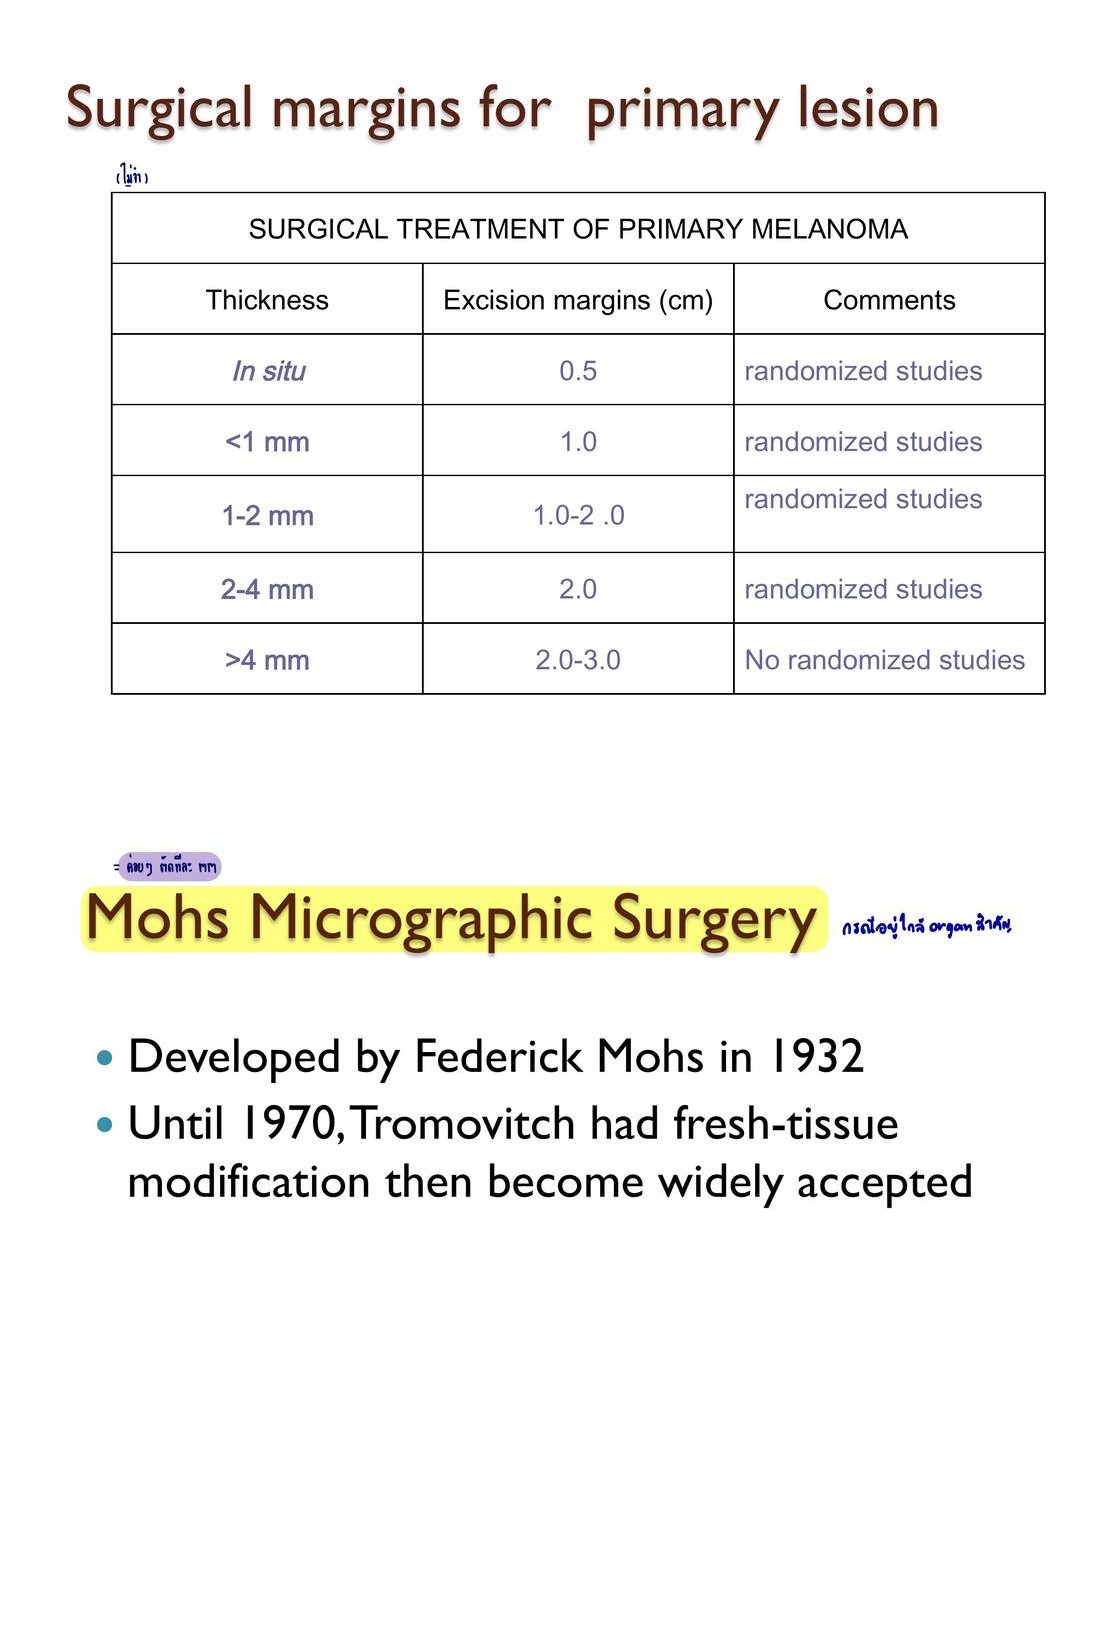 Surgical margins for primary lesion
SURGICAL TREATMENT OF PRIMARY MELANOMA
Thickness Excision margins (cm) Comments
In situ 0.5 randomized studies
<1 mm 1.0 randomized studies
1-2 mm 1.0-2 .0 randomized studies
2-4 mm 2.0 randomized studies
>4 mm 2.0-3.0 No randomized studies
= ค่อยๆ ตัดทีละ mm
Mohs Micrographic Surgery กรณีอยู่ใกล้ organ สำคัญ
• Developed by Federick Mohs in 1932
• Until 1970, Tromovitch had fresh-tissue
modification then become widely accepted